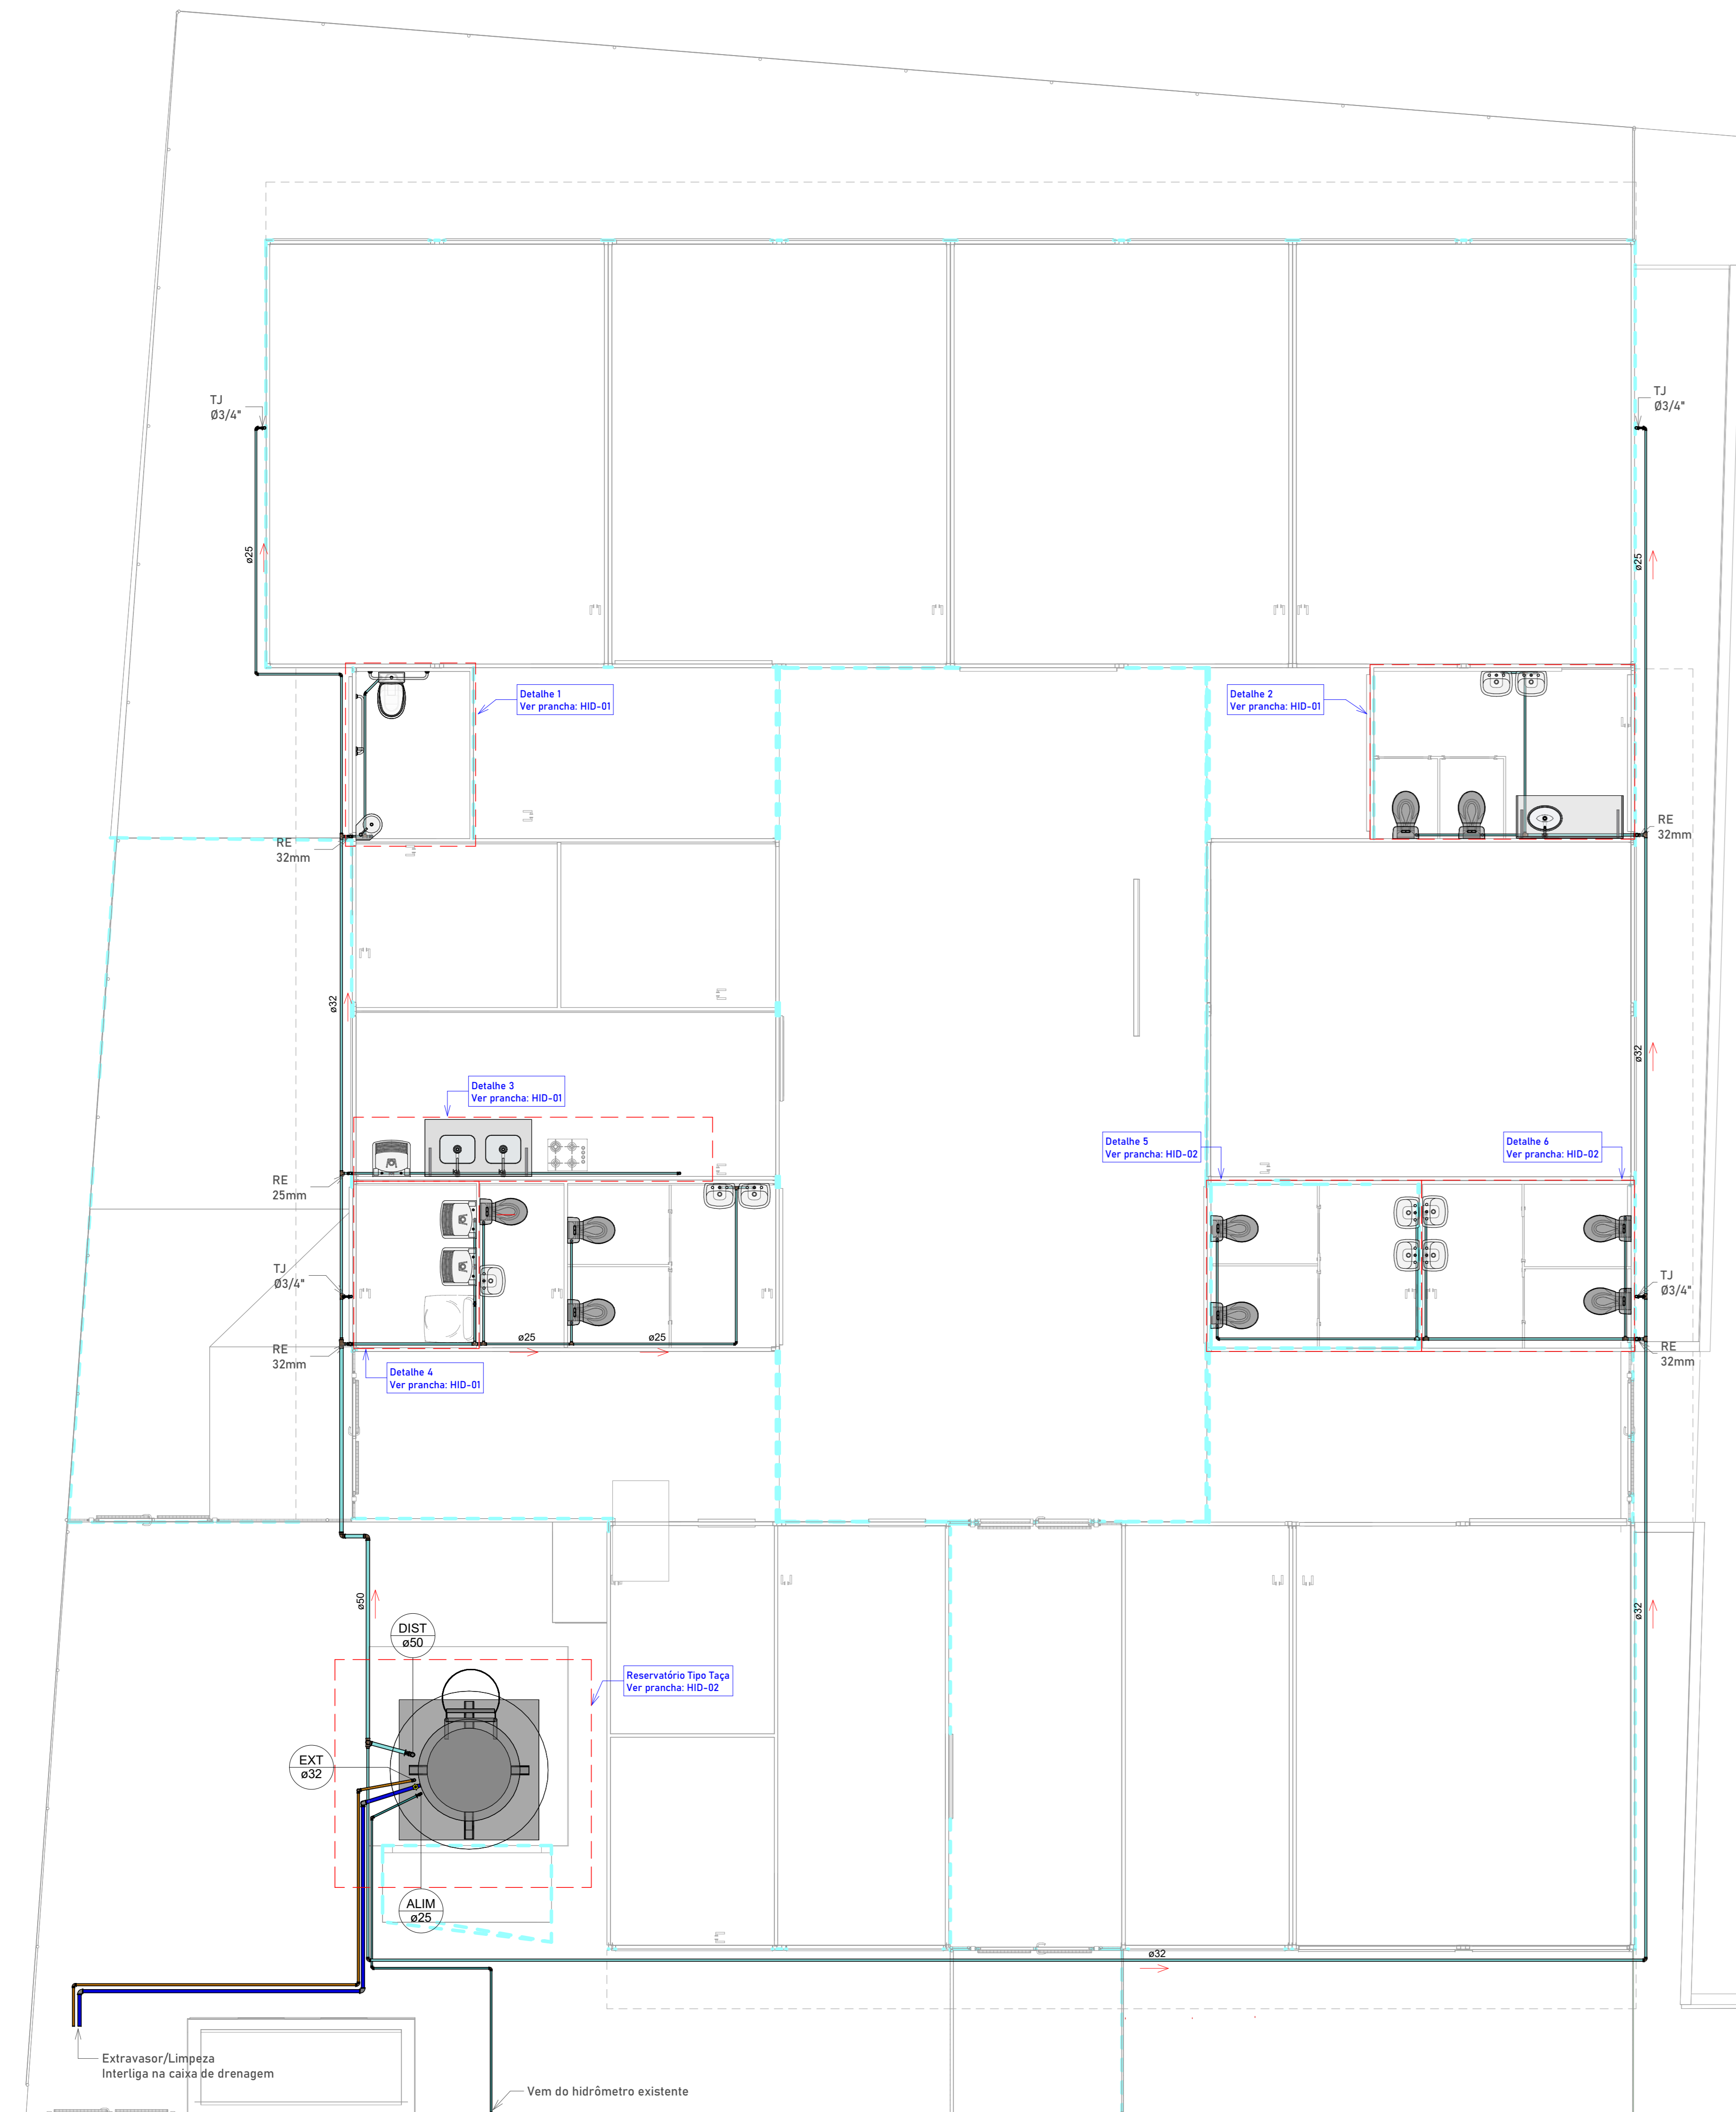 TJ
Ø3/4"
TJ
Ø3/4"
ø25
ø25
Detalhe 1
Ver prancha: HID-01
Detalhe 2
Ver prancha: HID-01
RE
32mm
RE
32mm
ø32
ø32
Detalhe 3
Ver prancha: HID-01
Detalhe 5
Ver prancha: HID-02
Detalhe 6
Ver prancha: HID-02
RE
25mm
TJ
Ø3/4"
TJ
Ø3/4"
ø25
ø25
RE
32mm
RE
32mm
Detalhe 4
Ver prancha: HID-01
ø50
ø32
DIST
ø50
Reservatório Tipo Taça
Ver prancha: HID-02
EXT
ø32
ALIM
ø25
ø32
Extravasor/Limpeza
Interliga na caixa de drenagem
Vem do hidrômetro existente